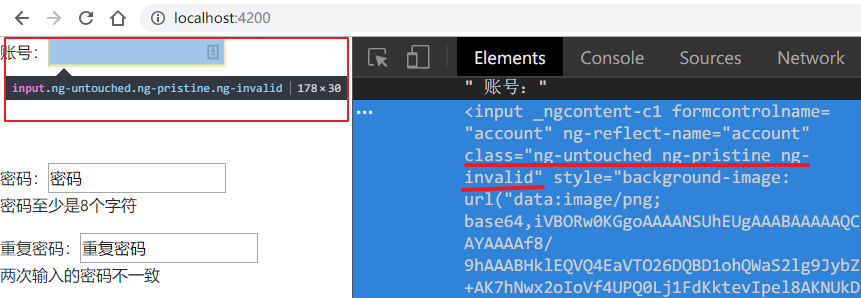 localhost:4200
账号：
input.ng-untouched.ng-pristine.ng-invalid 178×30
密码： 密码
密码至少是8个字符
重复密码： 重复密码
两次输入的密码不一致
Elements Console Sources Network
" 账号："
<input _ngcontent-c1 formcontrolname=
"account" ng-reflect-name="account"
class="ng-untouched ng-pristine ng-
invalid" style="background-image:
url("data:image/png;
base64,iVBORw0KGgoAAAANSUhEUgAAABAAAAAQC
AYAAAAf8/
9hAAABHklEQVQ4EaVTO26DQBD1ohQWaS2lg9JybZ
+AK7hNwx2oIoVf4UPQ0Lj1FdKktevIpel8AKNUkD